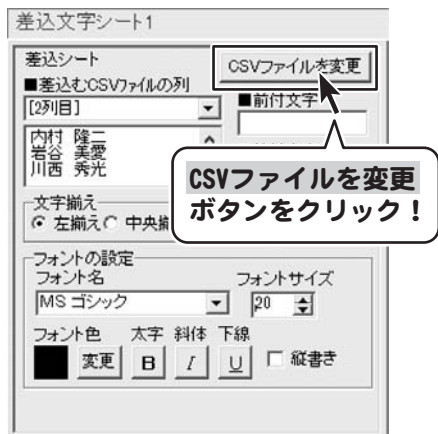 差込文字シート1
差込シート
CSVファイルを変更
■差込むCSVファイルの列
■前付文字
[2列目]
内村 隆二
岩谷 美愛
川西 秀光
CSVファイルを変更
ボタンをクリック!
文字揃え
左揃え 中央揃
フォントの設定
フォント名
フォントサイズ
MS ゴシック
20
フォント色 太字 斜体 下線
変更 B I U 縦書き